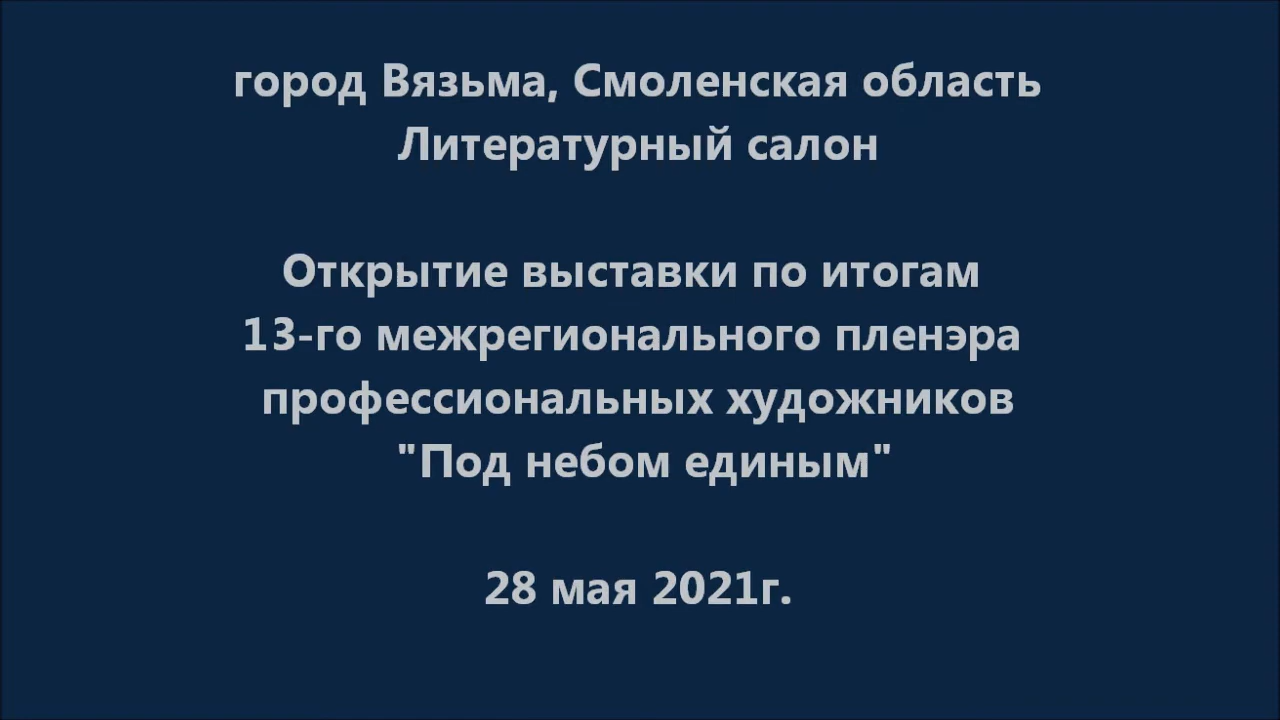 город Вязьма, Смоленская область
Литературный салон
Открытие выставки по итогам
13-го межрегионального пленэра
профессиональных художников
"Под небом единым"
28 мая 2021г.